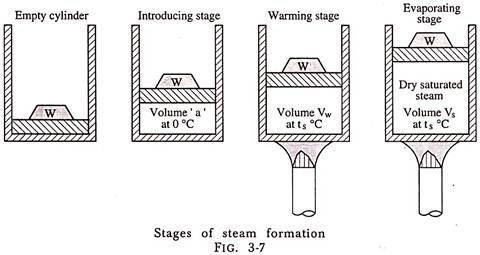 Empty cylinder
W
Introducing stage
W
Volume ' a '
at 0 °C
Warming stage
W
Volume Vw
at ts °C
Evaporating
stage
W
Dry saturated
steam
Volume Vs
at ts °C
Stages of steam formation
FIG. 3-7